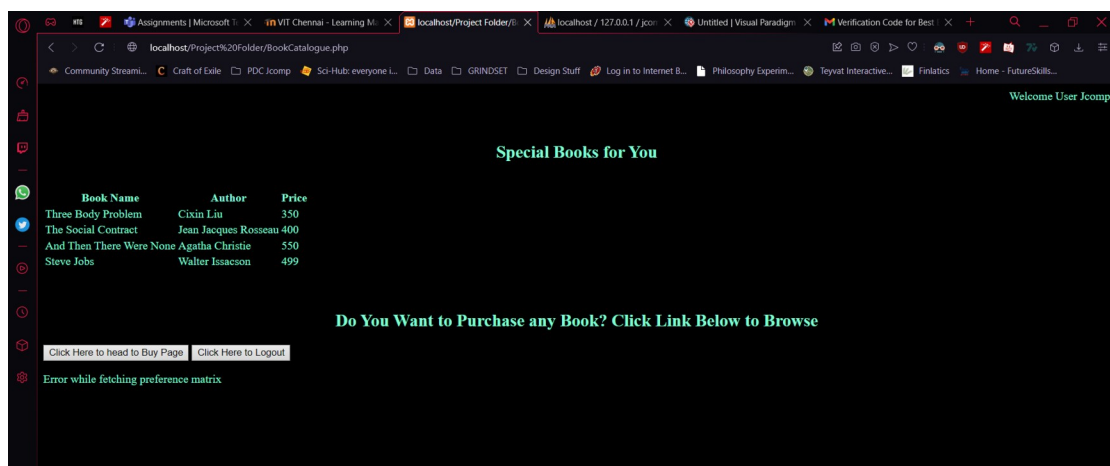 HTG Assignments | Microsoft Te VIT Chennai - Learning Ma localhost/Project Folder/B localhost / 127.0.0.1 / jcom Untitled | Visual Paradigm Verification Code for Best
localhost/Project%20Folder/BookCatalogue.php
Community Streami... Craft of Exile PDC Jcomp Sci-Hub: everyone i... Data GRINDSET Design Stuff Log in to Internet B... Philosophy Experim... Teyvat Interactive... Finlatics Home - FutureSkills...
Welcome User Jcomp
Special Books for You
Book Name Author Price
Three Body Problem Cixin Liu 350
The Social Contract Jean Jacques Rosseau 400
And Then There Were None Agatha Christie 550
Steve Jobs Walter Issacson 499
Do You Want to Purchase any Book? Click Link Below to Browse
Click Here to head to Buy Page Click Here to Logout
Error while fetching preference matrix